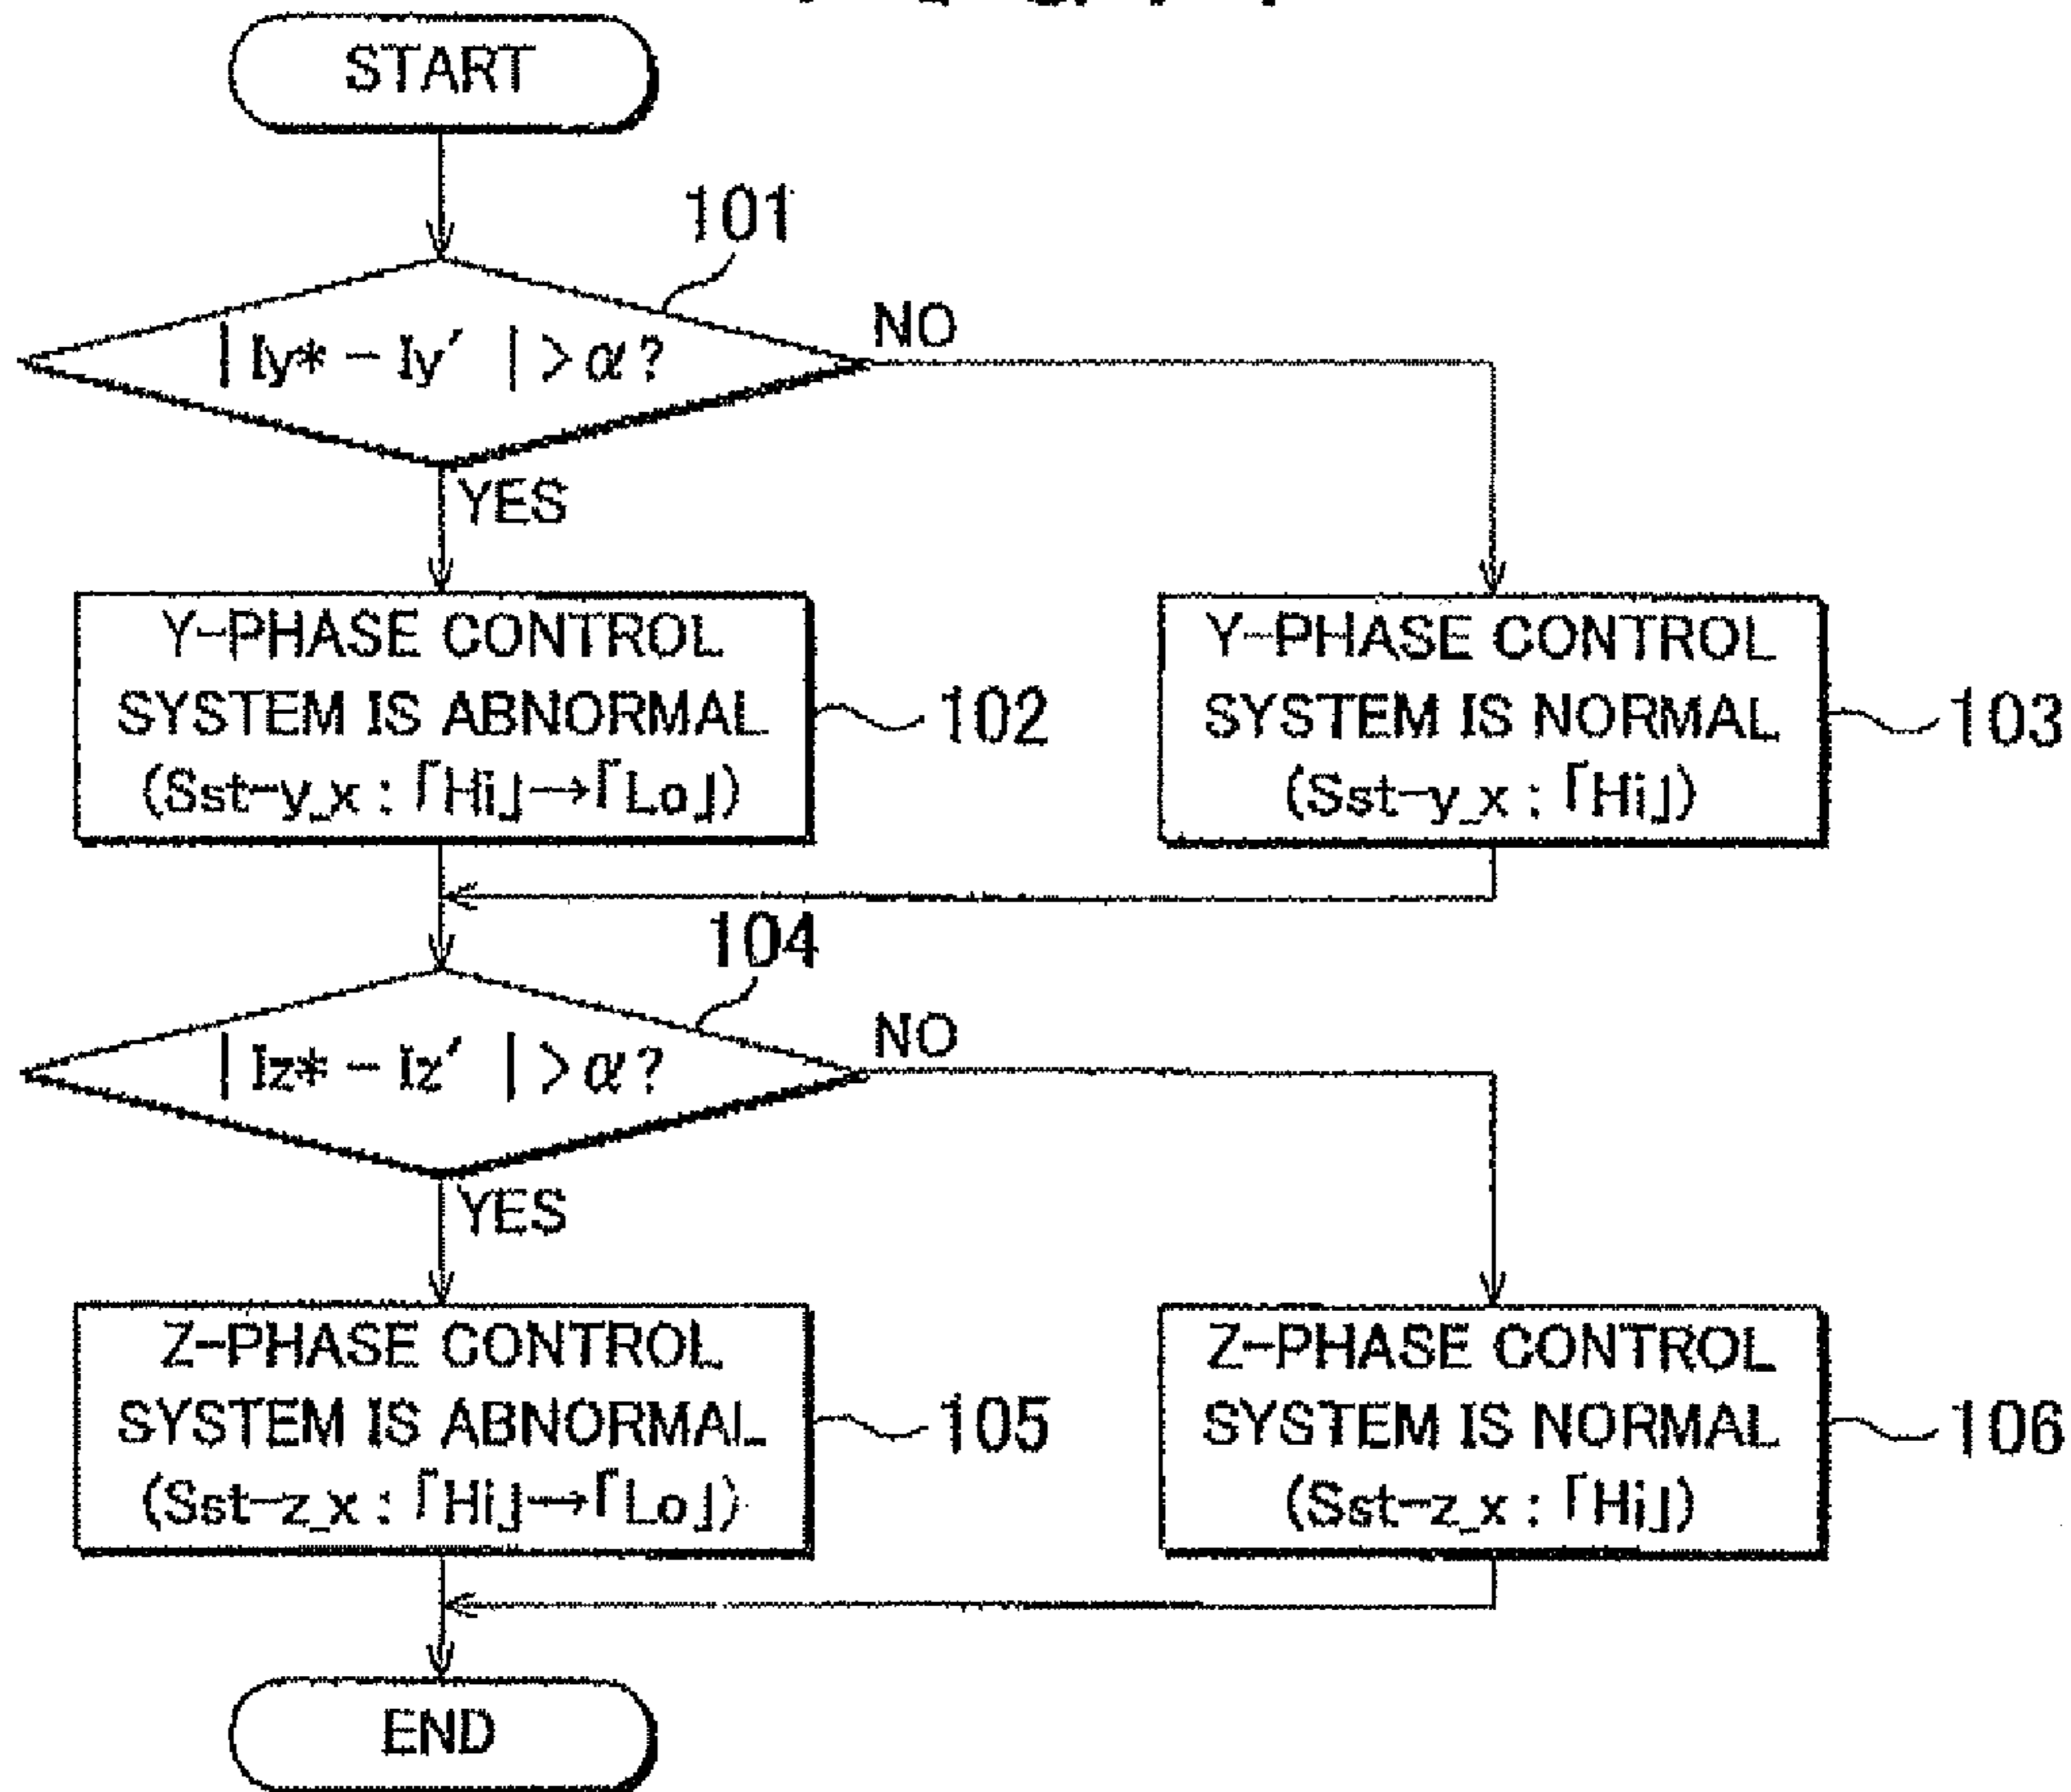 START
101
| Iy* - Iy′ | > α ?
NO
YES
Y-PHASE CONTROL
SYSTEM IS ABNORMAL
(Sst-y_x : 「Hi」→「Lo」)
102
Y-PHASE CONTROL
SYSTEM IS NORMAL
(Sst-y_x : 「Hi」)
103
104
| Iz* - Iz′ | > α ?
NO
YES
Z-PHASE CONTROL
SYSTEM IS ABNORMAL
(Sst-z_x : 「Hi」→「Lo」)
105
Z-PHASE CONTROL
SYSTEM IS NORMAL
(Sst-z_x : 「Hi」)
106
END